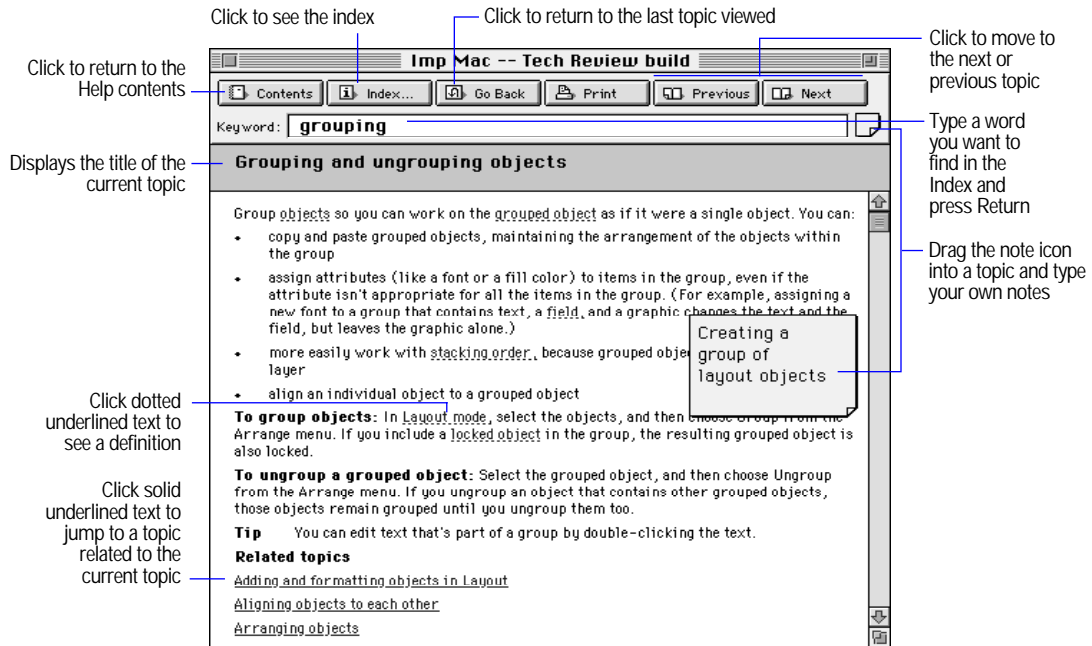 Click to see the index
Click to return to the last topic viewed
Click to return to the
Help contents
Click to move to
the next or
previous topic
Imp Mac -- Tech Review build
Contents
Index...
Go Back
Print
Previous
Next
Keyword: grouping
Type a word
you want to
find in the
Index and
press Return
Displays the title of the
current topic
Grouping and ungrouping objects
Group objects so you can work on the grouped object as if it were a single object. You can:
• copy and paste grouped objects, maintaining the arrangement of the objects within
the group
• assign attributes (like a font or a fill color) to items in the group, even if the
attribute isn't appropriate for all the items in the group. (For example, assigning a
new font to a group that contains text, a field, and a graphic changes the text and the
field, but leaves the graphic alone.)
• more easily work with stacking order, because grouped obje
layer
• align an individual object to a grouped object
Drag the note icon
into a topic and type
your own notes
Creating a
group of
layout objects
Click dotted
underlined text to
see a definition
To group objects: In Layout mode, select the objects, and then choose Group from the
Arrange menu. If you include a locked object in the group, the resulting grouped object is
also locked.
To ungroup a grouped object: Select the grouped object, and then choose Ungroup
from the Arrange menu. If you ungroup an object that contains other grouped objects,
those objects remain grouped until you ungroup them too.
Tip You can edit text that's part of a group by double-clicking the text.
Click solid
underlined text to
jump to a topic
related to the
current topic
Related topics
Adding and formatting objects in Layout
Aligning objects to each other
Arranging objects